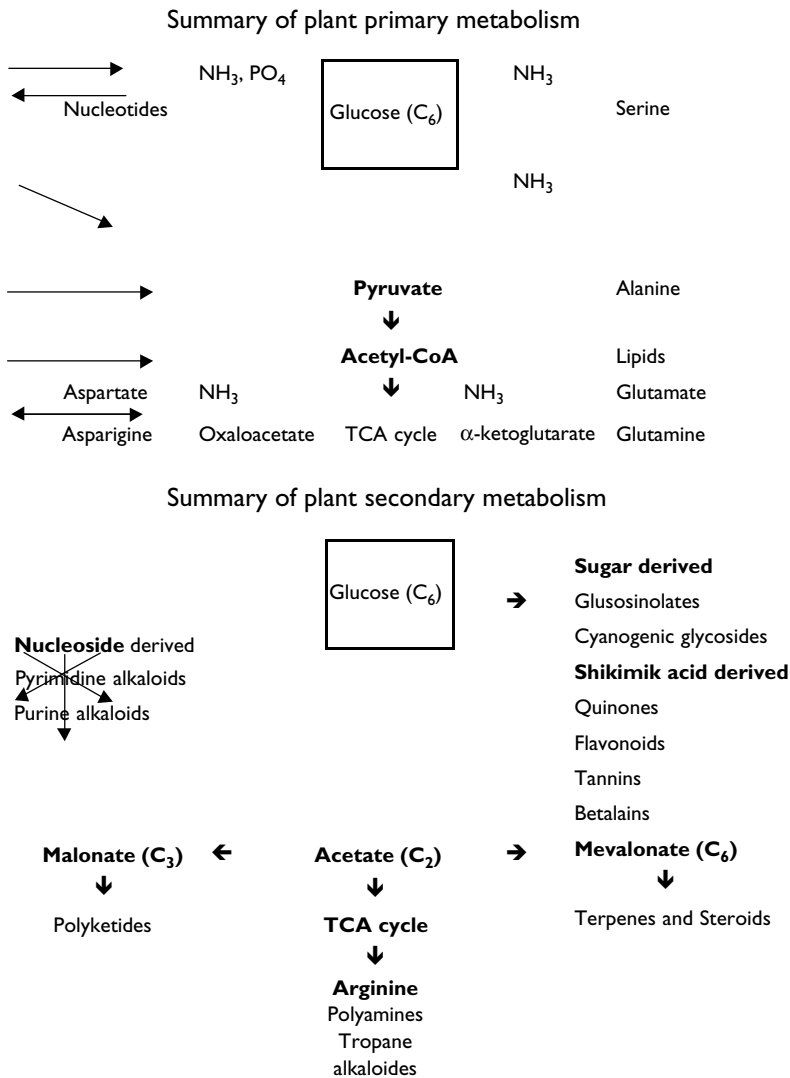 Summary of plant primary metabolism
NH3, PO4 NH3
Nucleotides Glucose (C6) Serine
NH3
Pyruvate Alanine
Acetyl-CoA Lipids
Aspartate NH3 NH3 Glutamate
Asparigine Oxaloacetate TCA cycle α-ketoglutarate Glutamine
Summary of plant secondary metabolism
Sugar derived
Glucose (C6) Glusosinolates
Nucleoside derived Cyanogenic glycosides
Pyrimidine alkaloids Shikimik acid derived
Purine alkaloids Quinones
Flavonoids
Tannins
Betalains
Malonate (C3) Acetate (C2) Mevalonate (C6)
Polyketides TCA cycle Terpenes and Steroids
Arginine
Polyamines
Tropane
alkaloides